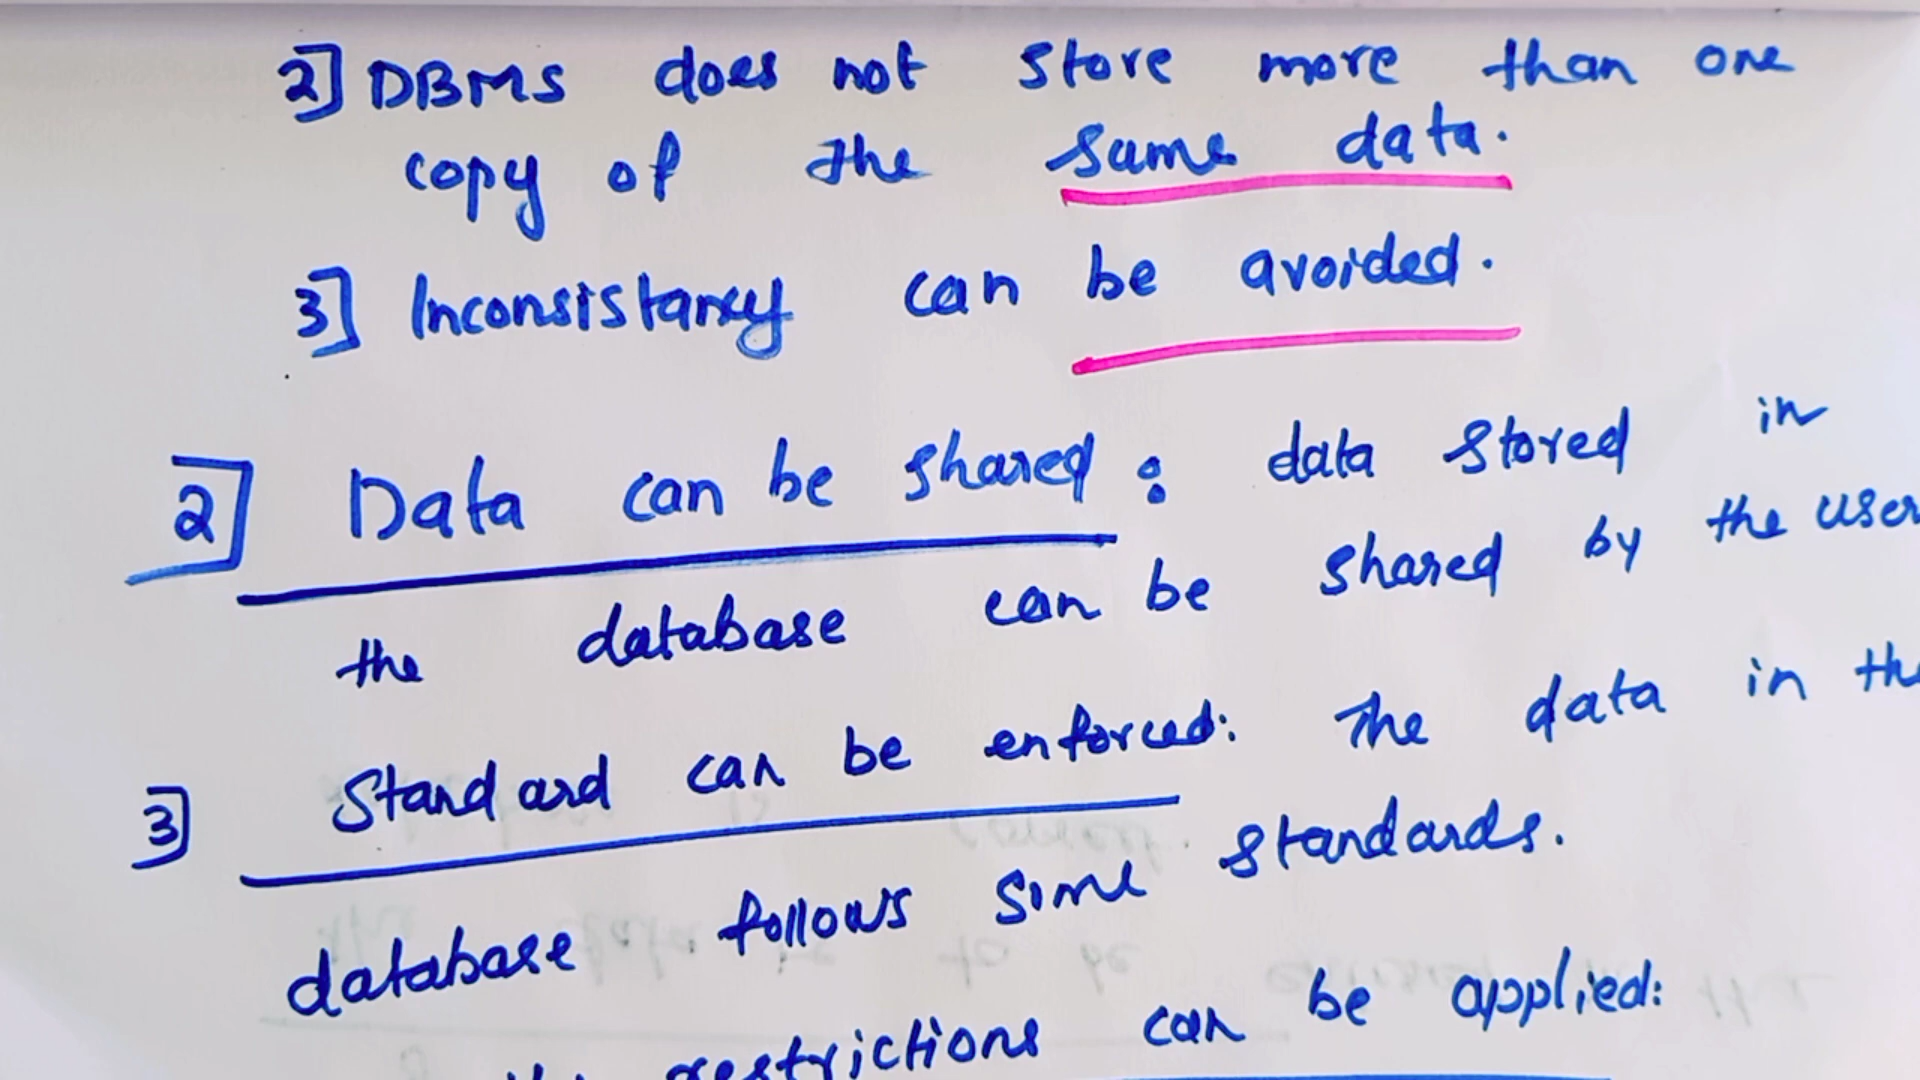 2] DBMS does not store more than one
copy of the same data.
3] Inconsistancy can be avoided.
2] Data can be shared : data stored in
the database can be shared by the user
3] Standard can be enforced: The data in the
database follows some standards.
restrictions can be applied: